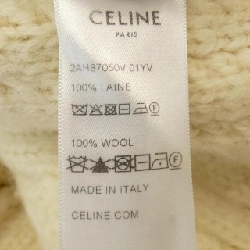 CELINE
PARIS
2AH87050V.01YV
100% LAINE
100% WOOL
MADE IN ITALY
CELINE.COM